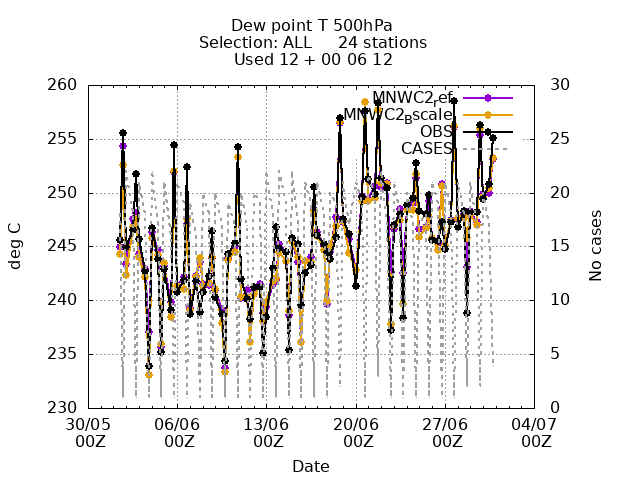 Dew point T 500hPa
Selection: ALL 24 stations
Used 12 + 00 06 12
260 30
MNWC2ref
MNWC2Bscale
OBS
CASES
255 25
250 20
245 15
240 10
235 5
230 0
deg C
No cases
30/05 06/06 13/06 20/06 27/06 04/07
00Z 00Z 00Z 00Z 00Z 00Z
Date